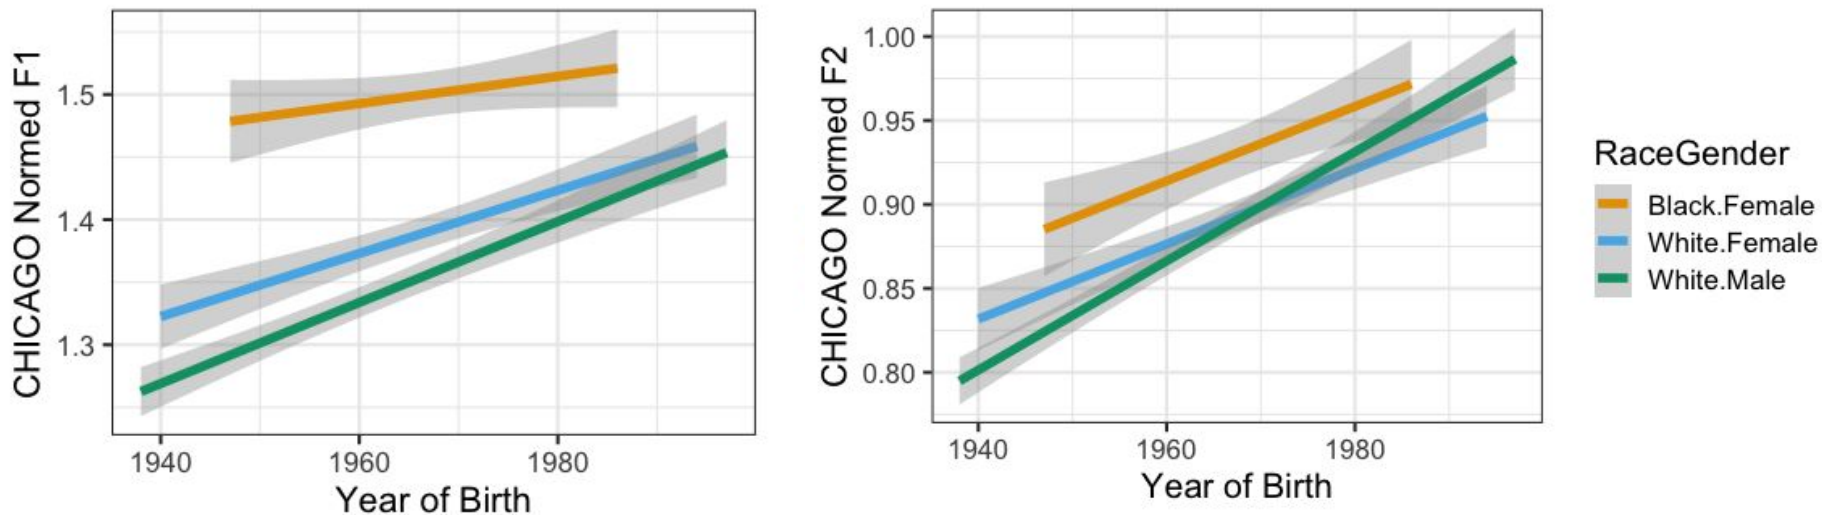 CHICAGO Normed F1
1.5
1.4
1.3
1940 1960 1980
Year of Birth
CHICAGO Normed F2
1.00
0.95
0.90
0.85
0.80
1940 1960 1980
Year of Birth
RaceGender
Black.Female
White.Female
White.Male